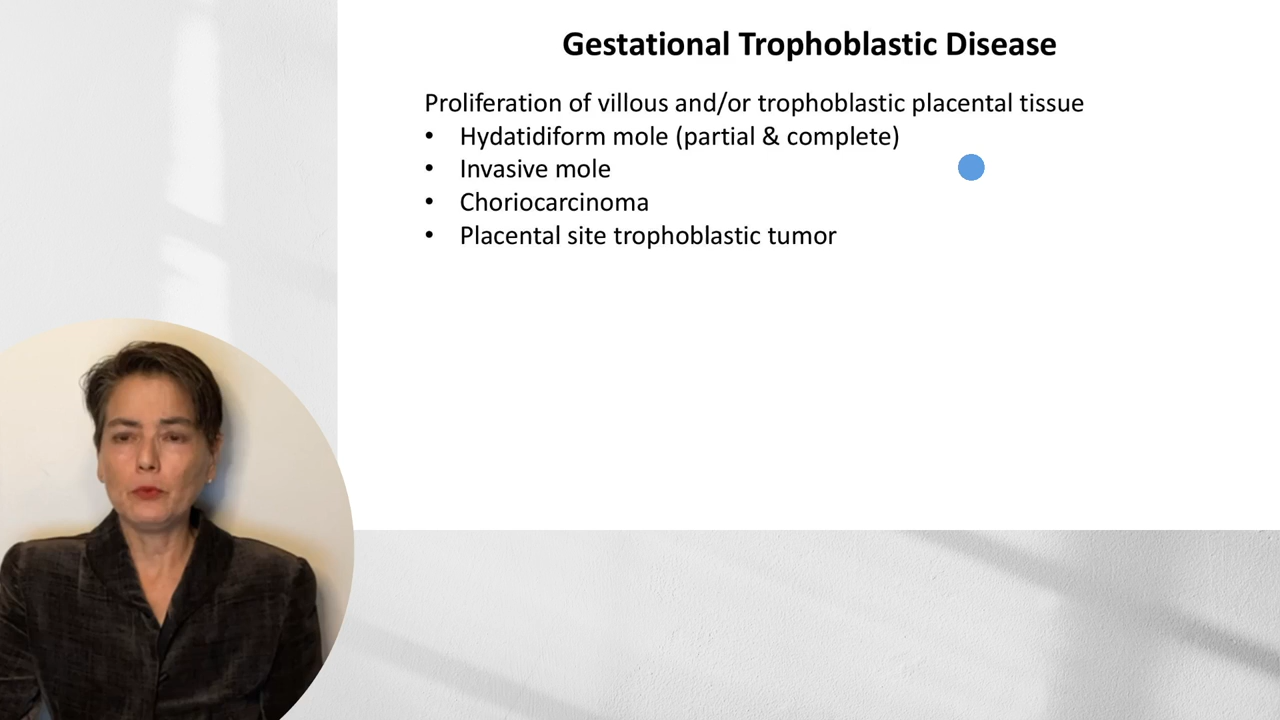 Gestational Trophoblastic Disease
Proliferation of villous and/or trophoblastic placental tissue
• Hydatidiform mole (partial & complete)
• Invasive mole
• Choriocarcinoma
• Placental site trophoblastic tumor